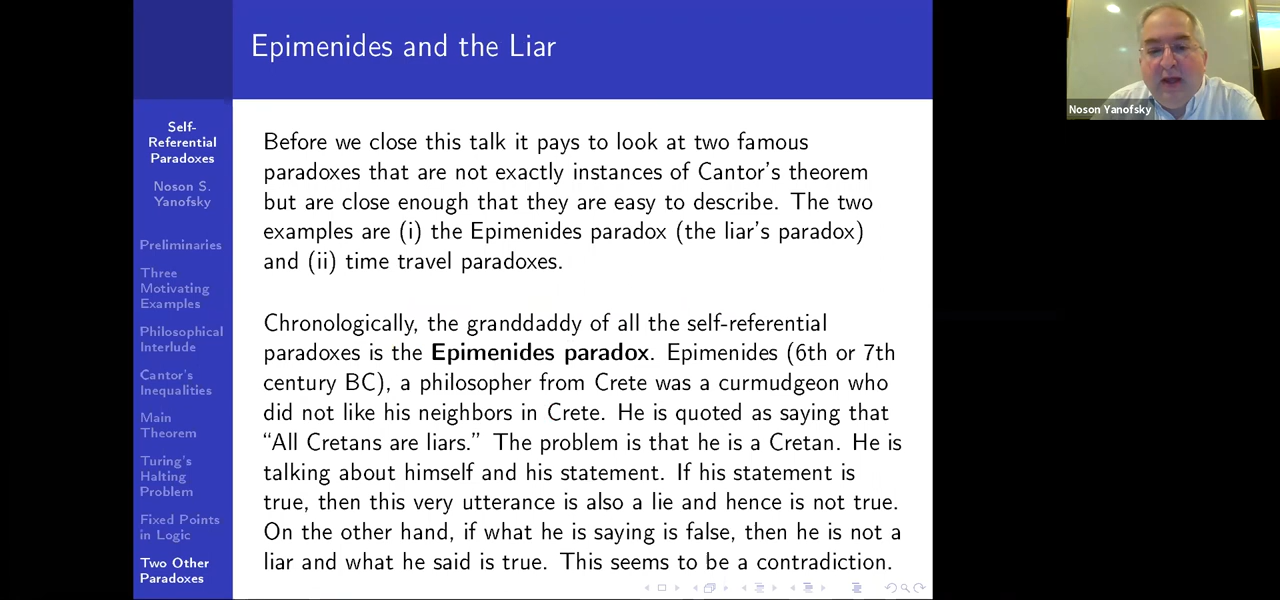 Epimenides and the Liar
Noson Yanofsky
Self-
Referential
Paradoxes
Noson S.
Yanofsky
Preliminaries
Three
Motivating
Examples
Philosophical
Interlude
Cantor's
Inequalities
Main
Theorem
Turing's
Halting
Problem
Fixed Points
in Logic
Two Other
Paradoxes
Before we close this talk it pays to look at two famous
paradoxes that are not exactly instances of Cantor's theorem
but are close enough that they are easy to describe. The two
examples are (i) the Epimenides paradox (the liar's paradox)
and (ii) time travel paradoxes.
Chronologically, the granddaddy of all the self-referential
paradoxes is the Epimenides paradox. Epimenides (6th or 7th
century BC), a philosopher from Crete was a curmudgeon who
did not like his neighbors in Crete. He is quoted as saying that
“All Cretans are liars.” The problem is that he is a Cretan. He is
talking about himself and his statement. If his statement is
true, then this very utterance is also a lie and hence is not true.
On the other hand, if what he is saying is false, then he is not a
liar and what he said is true. This seems to be a contradiction.